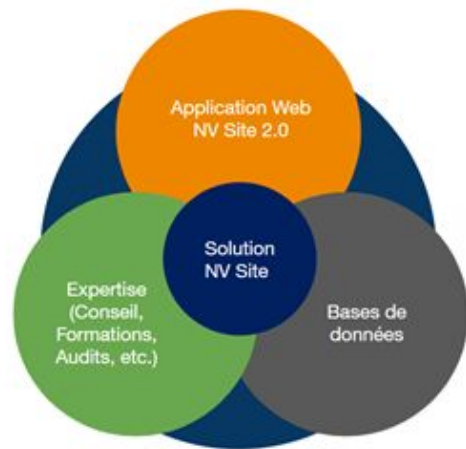 Application Web
NV Site 2.0
Solution
NV Site
Expertise
(Conseil,
Formations,
Audits, etc.)
Bases de
données